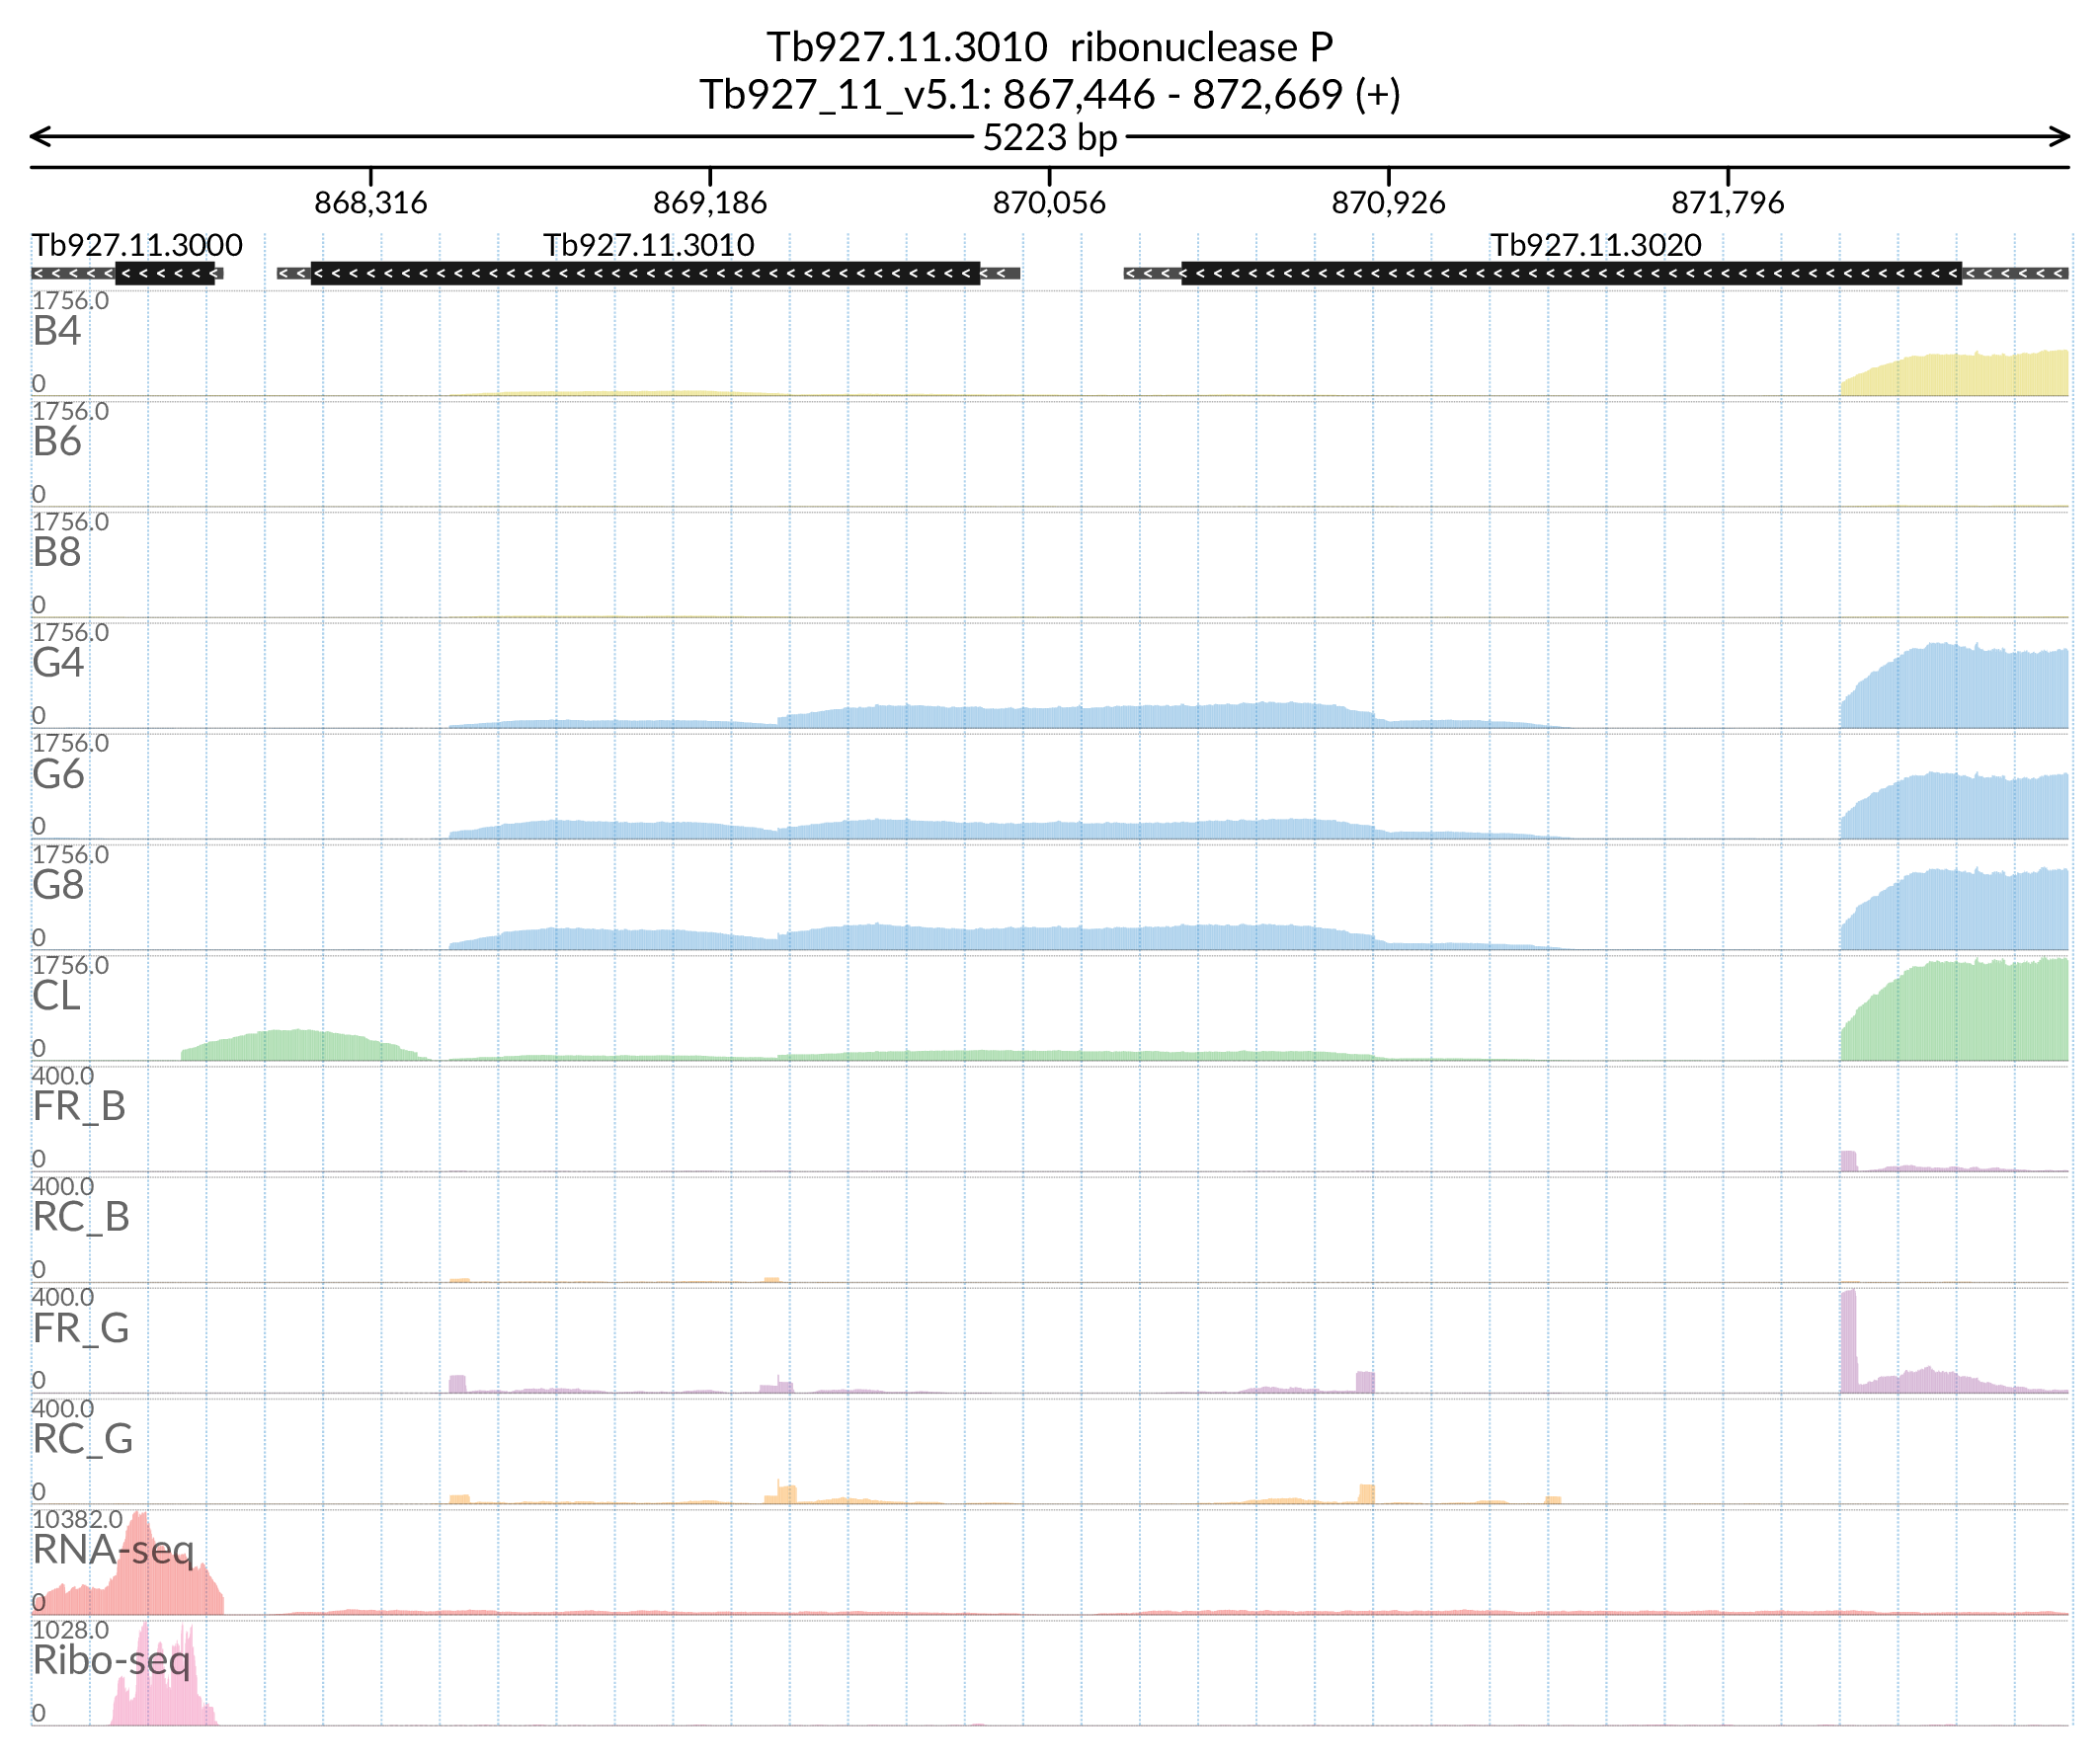 Tb927.11.3010 ribonuclease P
Tb927_11_v5.1: 867,446 - 872,669 (+)
5223 bp
868,316 869,186 870,056 870,926 871,796
Tb927.11.3000 Tb927.11.3010 Tb927.11.3020
1756.0
B4
0
1756.0
B6
0
1756.0
B8
0
1756.0
G4
0
1756.0
G6
0
1756.0
G8
0
1756.0
CL
0
400.0
FR_B
0
400.0
RC_B
0
400.0
FR_G
0
400.0
RC_G
0
10382.0
RNA-seq
0
1028.0
Ribo-seq
0